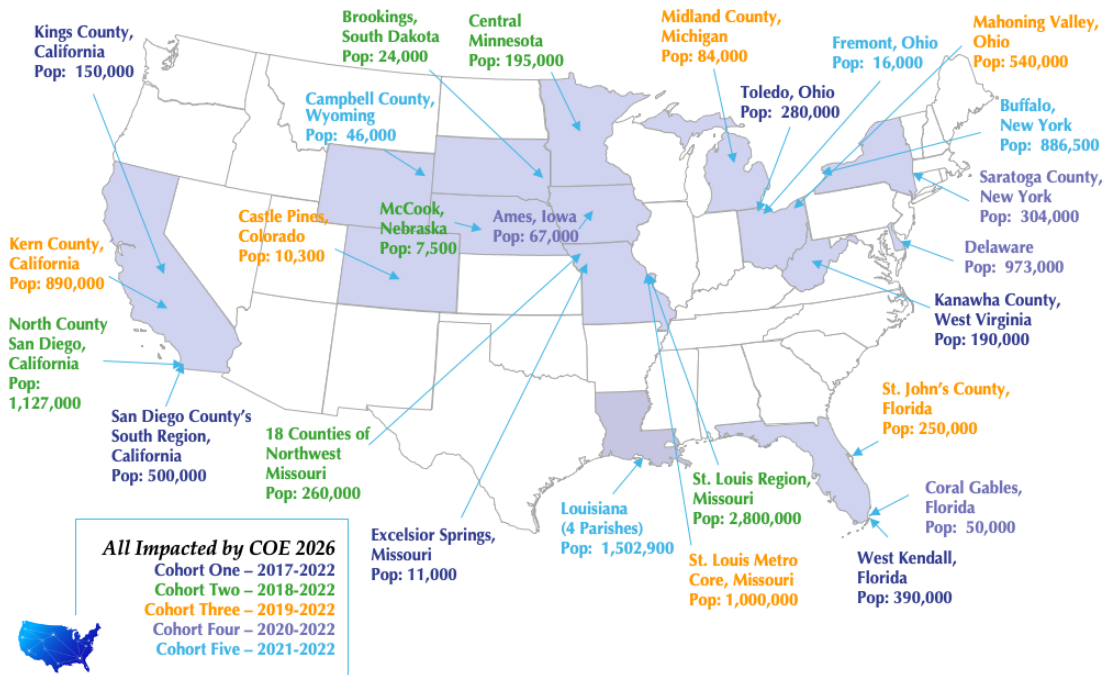 Kings County,
California
Pop: 150,000
Brookings,
South Dakota
Pop: 24,000
Central
Minnesota
Pop: 195,000
Midland County,
Michigan
Pop: 84,000
Fremont, Ohio
Pop: 16,000
Mahoning Valley,
Ohio
Pop: 540,000
Campbell County,
Wyoming
Pop: 46,000
Toledo, Ohio
Pop: 280,000
Buffalo,
New York
Pop: 886,500
Saratoga County,
New York
Pop: 304,000
Castle Pines,
Colorado
Pop: 10,300
McCook,
Nebraska
Pop: 7,500
Ames, Iowa
Pop: 67,000
Kern County,
California
Pop: 890,000
Delaware
Pop: 973,000
Kanawha County,
West Virginia
Pop: 190,000
North County
San Diego,
California
Pop:
1,127,000
San Diego County's
South Region,
California
Pop: 500,000
18 Counties of
Northwest
Missouri
Pop: 260,000
St. John's County,
Florida
Pop: 250,000
Excelsior Springs,
Missouri
Pop: 11,000
Louisiana
(4 Parishes)
Pop: 1,502,900
St. Louis Region,
Missouri
Pop: 2,800,000
St. Louis Metro
Core, Missouri
Pop: 1,000,000
Coral Gables,
Florida
Pop: 50,000
West Kendall,
Florida
Pop: 390,000
All Impacted by COE 2026
Cohort One – 2017-2022
Cohort Two – 2018-2022
Cohort Three – 2019-2022
Cohort Four – 2020-2022
Cohort Five – 2021-2022